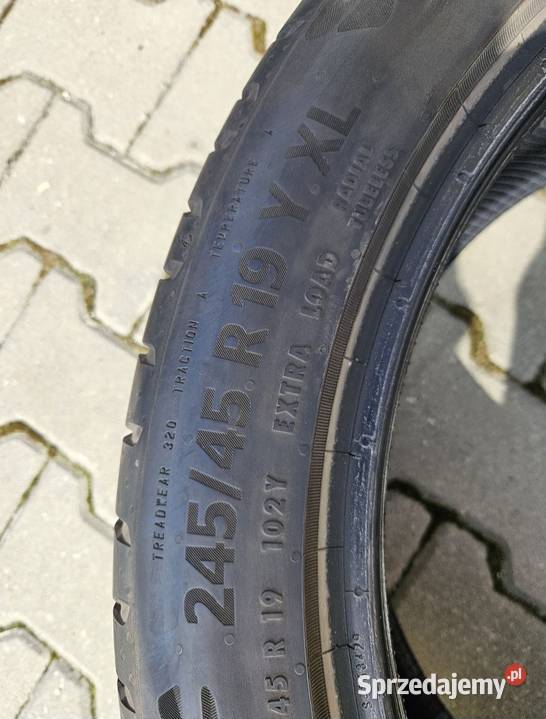 TREADWEAR 320 TRACTION A TEMPERATURE A
245/45 R 19 Y XL
RADIAL
TUBELESS
45 R 19 102Y EXTRA LOAD
Sprzedajemy.pl